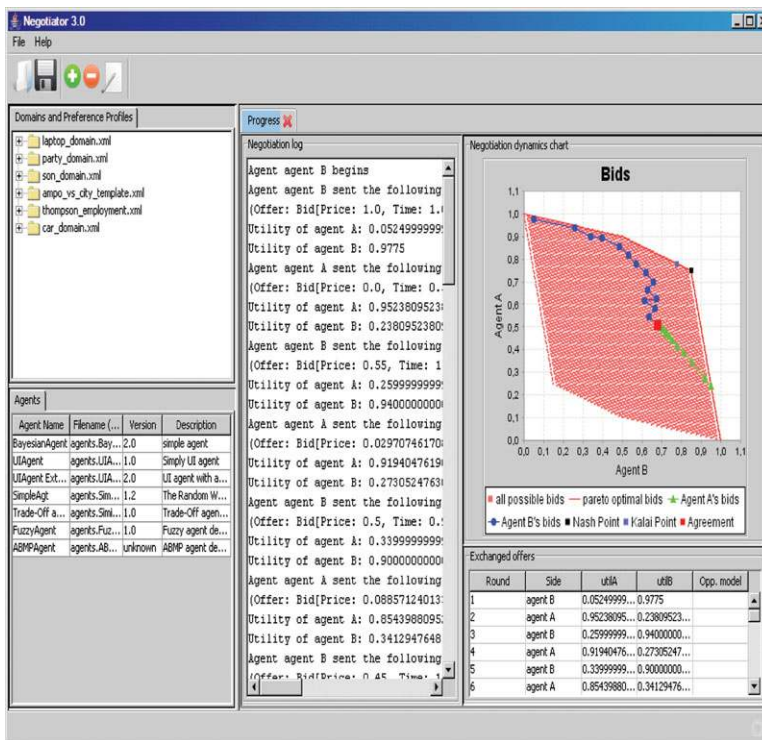 Negotiator 3.0
File Help
Domains and Preference Profiles
laptop_domain.xml
party_domain.xml
son_domain.xml
ampo_vs_city_template.xml
thompson_employment.xml
car_domain.xml
Agents
Agent Name Filename (... Version Description
BayesianAgent agents.Bay... 2.0 simple agent
UIAgent agents.UIA... 1.0 Simply UI agent
UIAgent Ext... agents.UIA... 2.0 UI agent with a...
SimpleAgt agents.Sim... 1.2 The Random W...
Trade-Off a... agents.Simi... 1.0 Trade-Off agen...
FuzzyAgent agents.Fuz... 1.0 Fuzzy agent de...
ABMPAgent agents.AB... unknown ABMP agent de...
Progress
Negotiation log
Agent agent B begins
Agent agent B sent the following
(Offer: Bid[Price: 1.0, Time: 1.
Utility of agent A: 0.0524999999
Utility of agent B: 0.9775
Agent agent A sent the following
(Offer: Bid[Price: 0.0, Time: 0.
Utility of agent A: 0.9523809523
Utility of agent B: 0.2380952380
Agent agent B sent the following
(Offer: Bid[Price: 0.55, Time: 1
Utility of agent A: 0.2599999999
Utility of agent B: 0.9400000000
Agent agent A sent the following
(Offer: Bid[Price: 0.02970746170
Utility of agent A: 0.9194047619
Utility of agent B: 0.2730524763
Agent agent B sent the following
(Offer: Bid[Price: 0.5, Time: 0.
Utility of agent A: 0.3399999999
Utility of agent B: 0.9000000000
Agent agent A sent the following
(Offer: Bid[Price: 0.0885712401
Utility of agent A: 0.8543988095
Utility of agent B: 0.3412947648
Agent agent B sent the following
(Offer: Bid[Price: 0.45, Time: 1
Negotiation dynamics chart
Bids
1,1
1,0
0,9
0,8
0,7
0,6
0,5
0,4
0,3
0,2
0,1
0,0
Agent A
0,0 0,1 0,2 0,3 0,4 0,5 0,6 0,7 0,8 0,9 1,0 1,1
Agent B
all possible bids pareto optimal bids Agent A's bids
Agent B's bids Nash Point Kalai Point Agreement
Exchanged offers
Round Side utilA utilB Opp. model
1 agent B 0.05249999... 0.9775
2 agent A 0.95238095... 0.23809523...
3 agent B 0.25999999... 0.94000000...
4 agent A 0.91940476... 0.27305247...
5 agent B 0.33999999... 0.90000000...
6 agent A 0.85439880... 0.34129476...